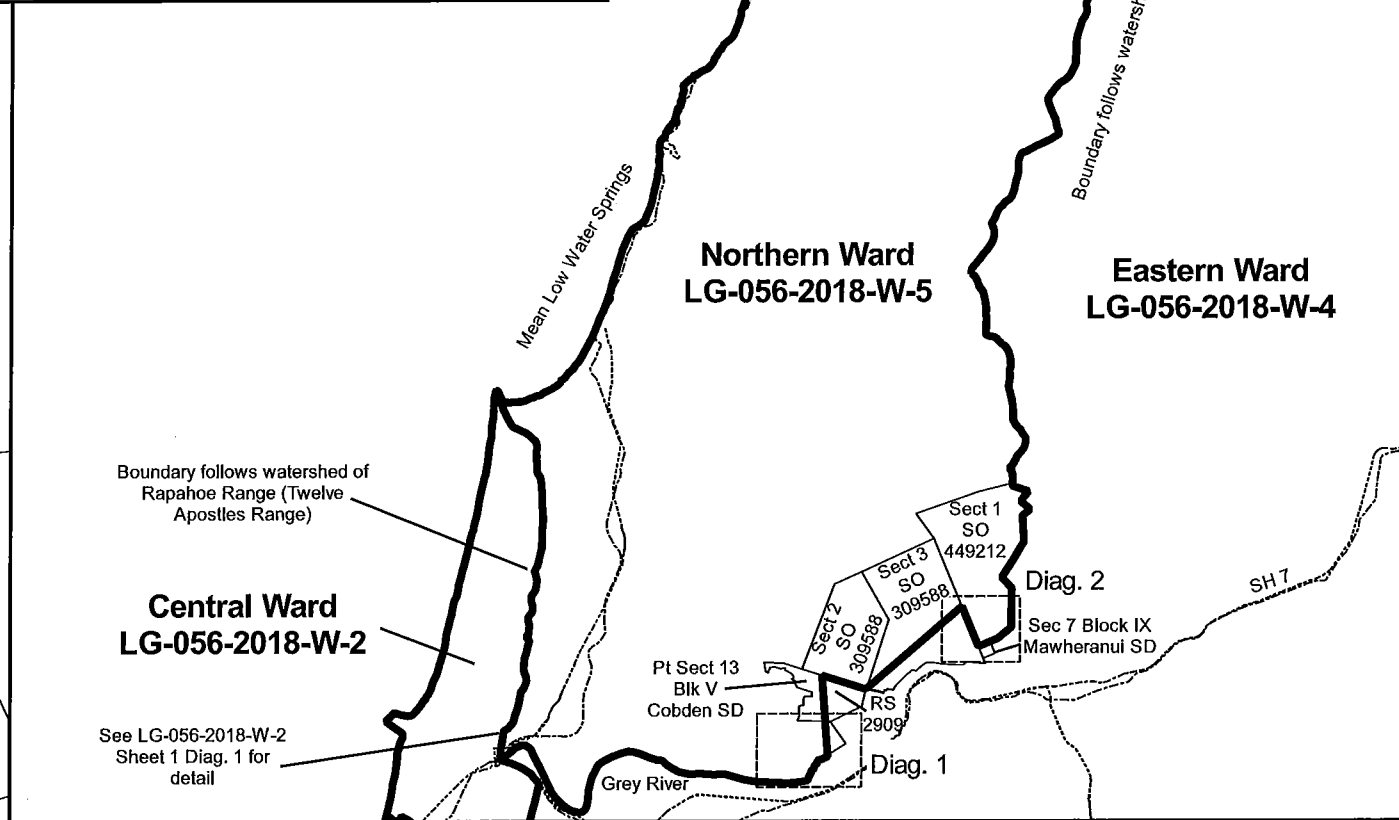 Boundary follows watersh
Mean Low Water Springs
Northern Ward
LG-056-2018-W-5
Eastern Ward
LG-056-2018-W-4
Boundary follows watershed of
Rapahoe Range (Twelve
Apostles Range)
Central Ward
LG-056-2018-W-2
See LG-056-2018-W-2
Sheet 1 Diag. 1 for
detail
Sect 1
SO
449212
Sect 3
SO
309588
Sect 2
SO
309588
Diag. 2
SH 7
Sec 7 Block IX
Mawheranui SD
Pt Sect 13
Blk V
Cobden SD
RS
2909
Diag. 1
Grey River